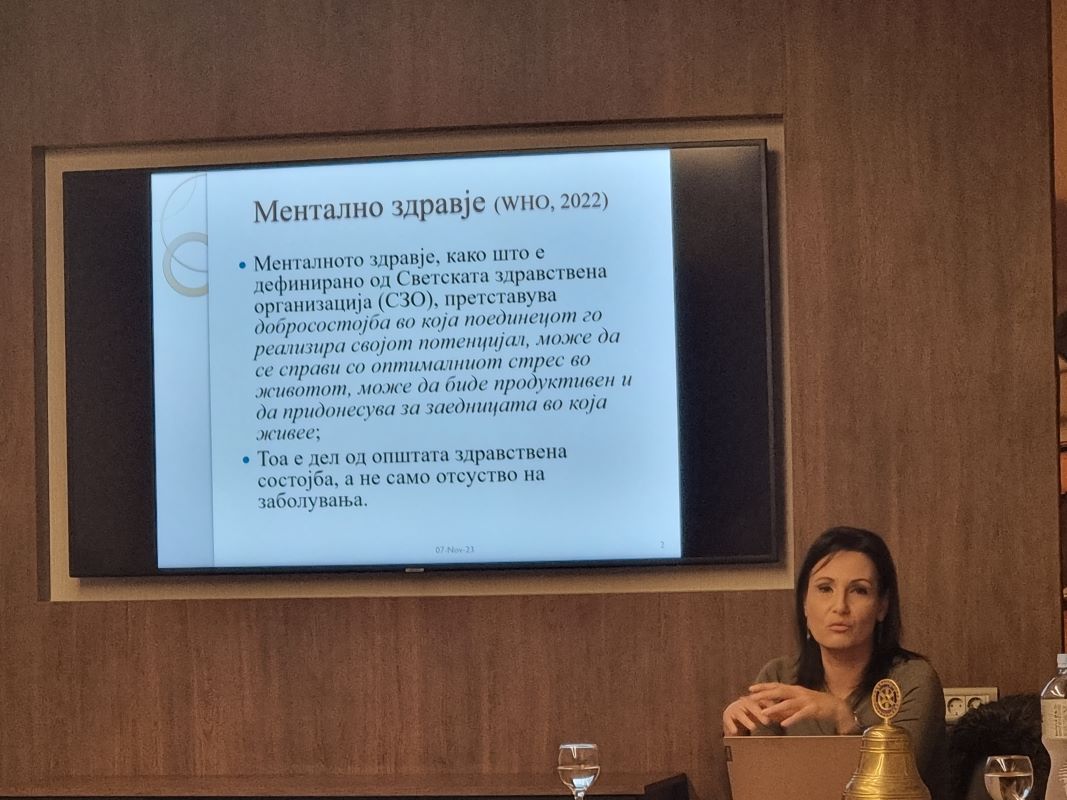 Ментално здравје (WHO, 2022)
• Менталното здравје, како што е
дефинирано од Светската здравствена
организација (СЗО), претставува
добросостојба во која поединецот го
реализира својот потенцијал, може да
се справи со оптималниот стрес во
животот, може да биде продуктивен и
да придонесува за заедницата во која
живее;
• Тоа е дел од општата здравствена
состојба, а не само отсуство на
заболувања.
07-Nov-23
2